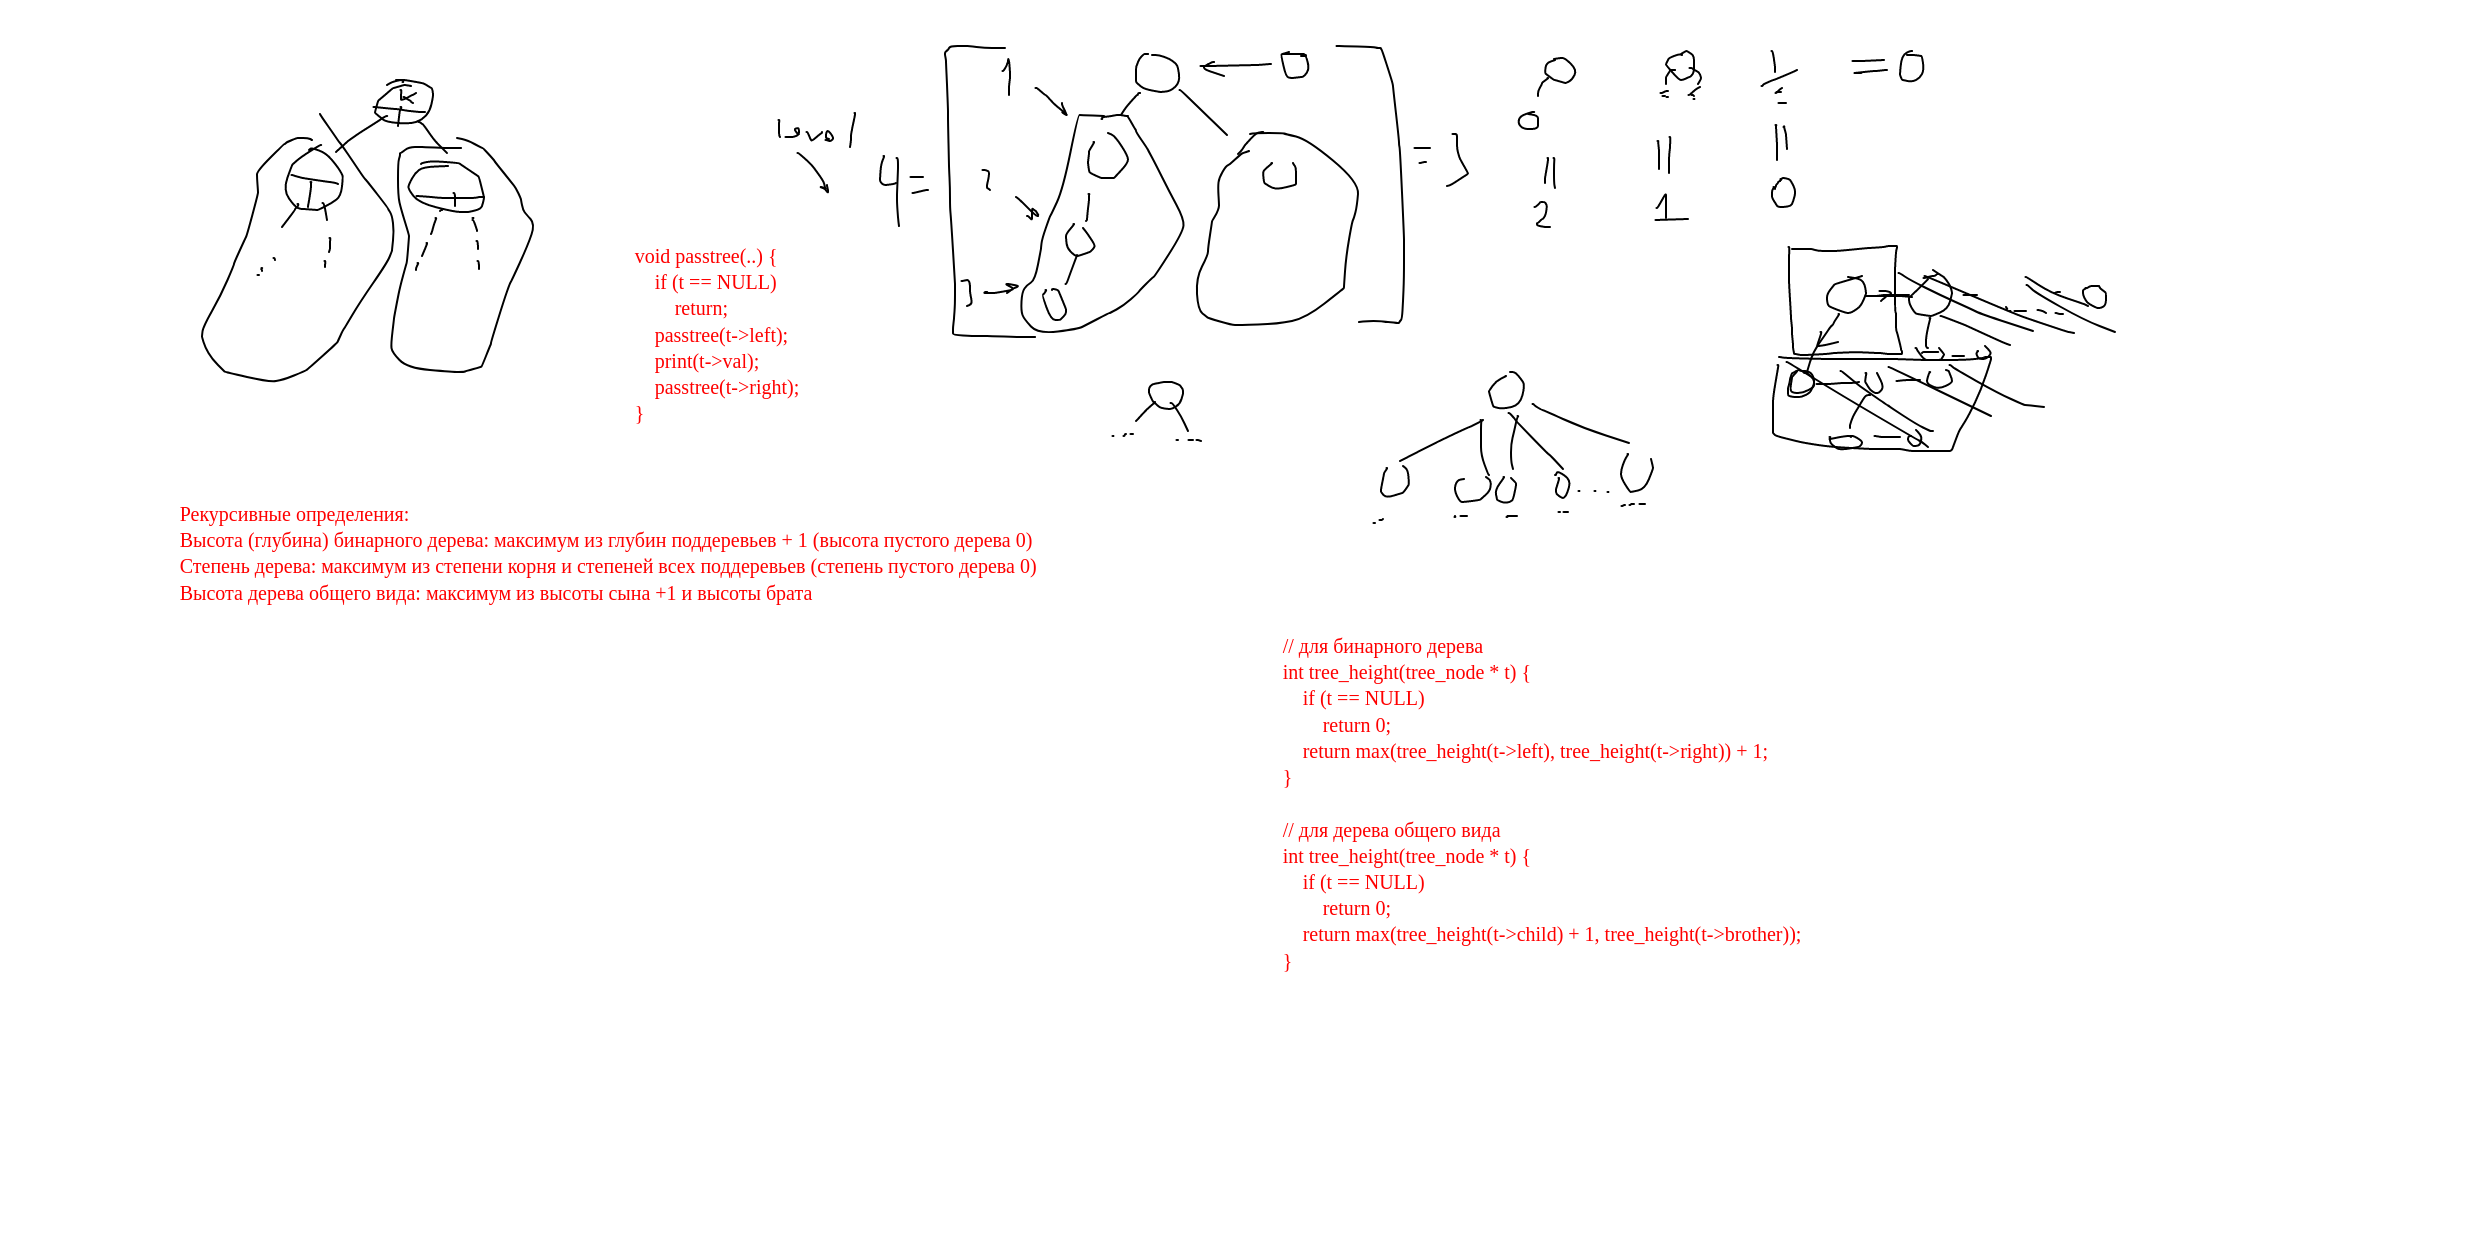 k
level
4 =
1
2
3
0
= 3
= 0
2
1
0
void passtree(..) {
if (t == NULL)
return;
passtree(t->left);
print(t->val);
passtree(t->right);
}
Рекурсивные определения:
Высота (глубина) бинарного дерева: максимум из глубин поддеревьев + 1 (высота пустого дерева 0)
Степень дерева: максимум из степени корня и степеней всех поддеревьев (степень пустого дерева 0)
Высота дерева общего вида: максимум из высоты сына +1 и высоты брата
// для бинарного дерева
int tree_height(tree_node * t) {
if (t == NULL)
return 0;
return max(tree_height(t->left), tree_height(t->right)) + 1;
}
// для дерева общего вида
int tree_height(tree_node * t) {
if (t == NULL)
return 0;
return max(tree_height(t->child) + 1, tree_height(t->brother));
}